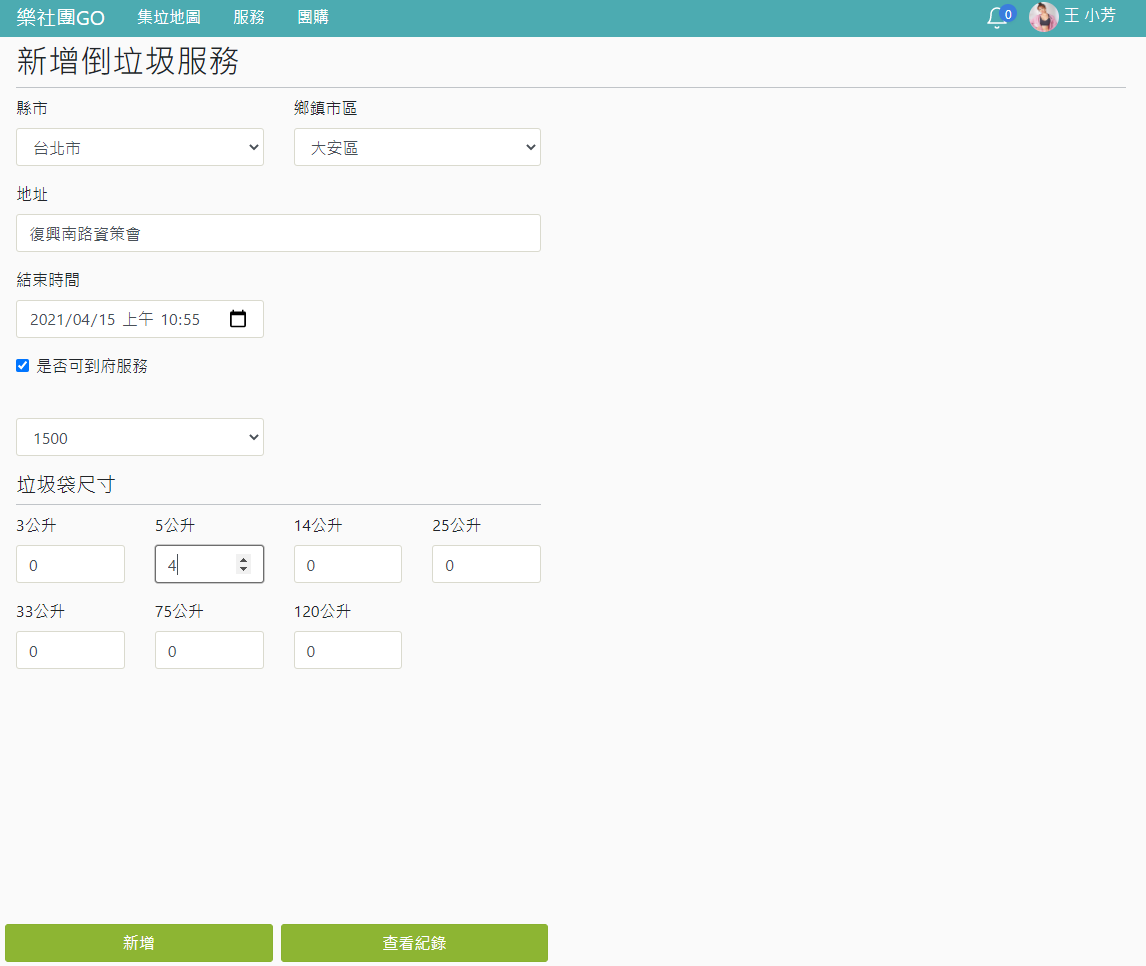 樂社團GO 集垃地圖 服務 團購 0 王 小芳
新增倒垃圾服務
縣市 鄉鎮市區
台北市 大安區
地址
復興南路資策會
結束時間
2021/04/15 上午 10:55
是否可到府服務
1500
垃圾袋尺寸
3公升 5公升 14公升 25公升
0 4 0 0
33公升 75公升 120公升
0 0 0
新增 查看紀錄